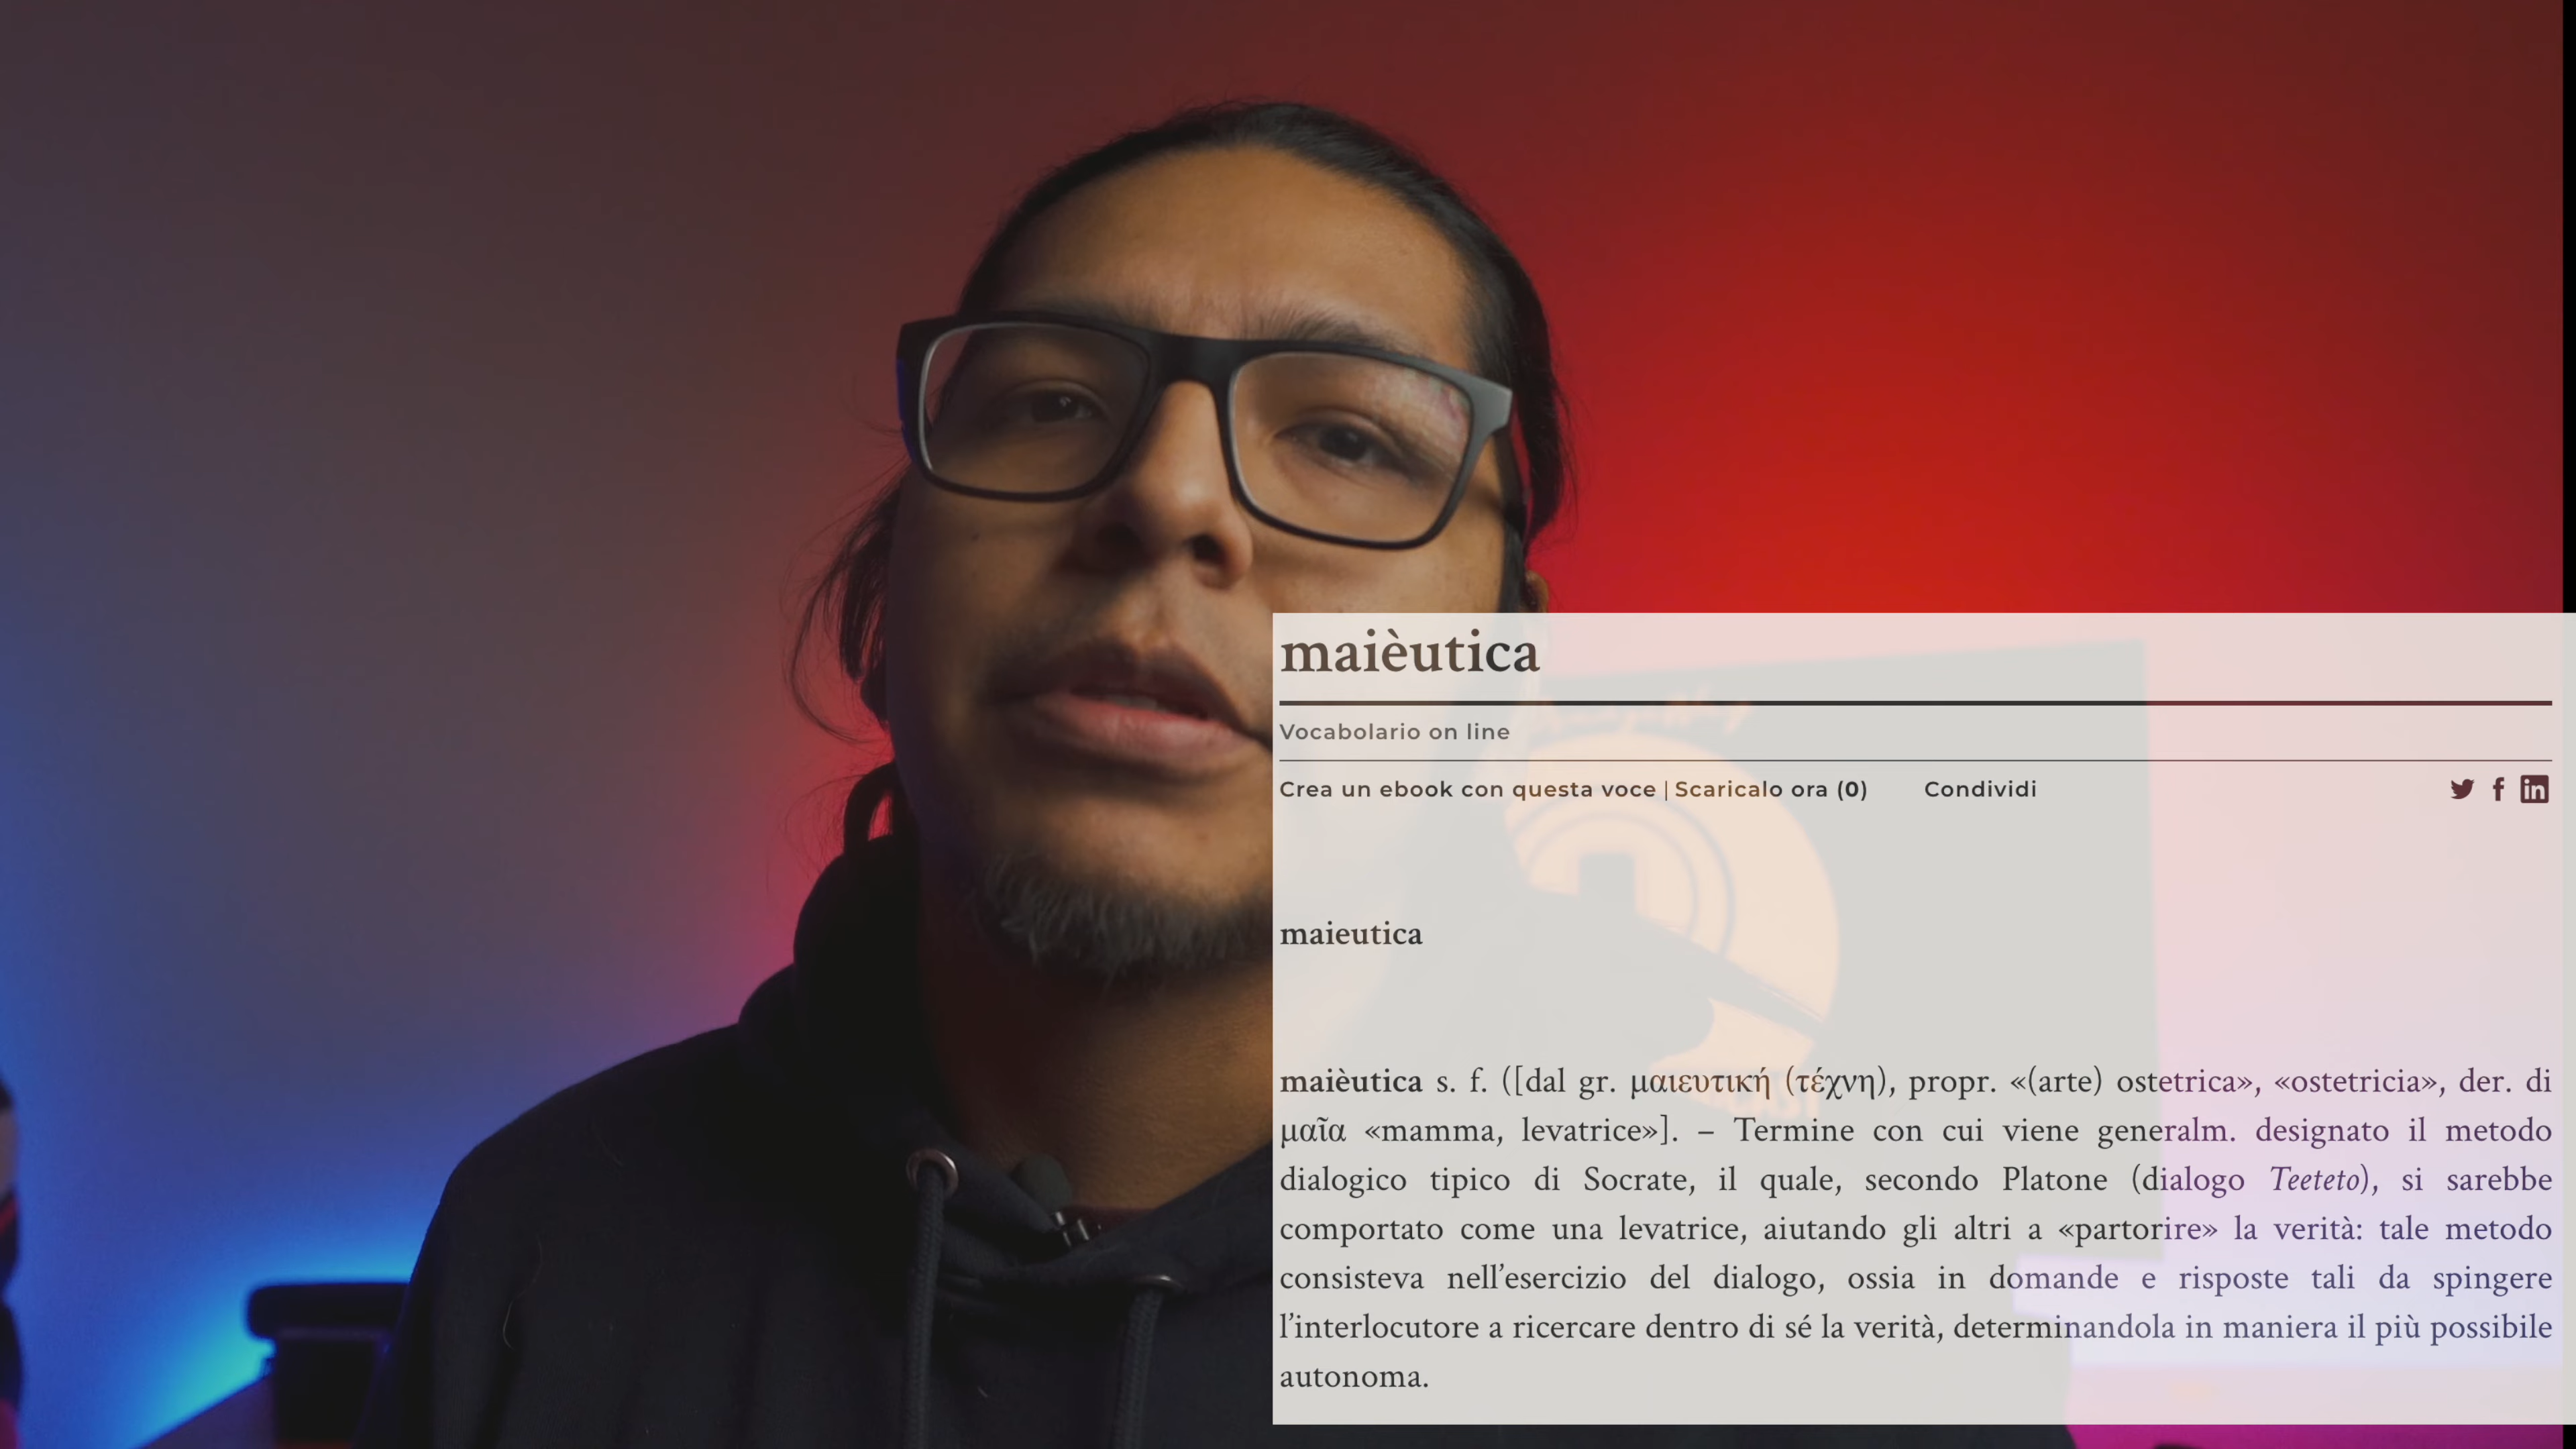 maièutica
Vocabolario on line
Crea un ebook con questa voce | Scaricalo ora (0) Condividi
maieutica
maièutica s. f. ([dal gr. μαιευτική (τέχνη), propr. «(arte) ostetrica», «ostetricia», der. di
μαῖα «mamma, levatrice»]. – Termine con cui viene generalm. designato il metodo
dialogico tipico di Socrate, il quale, secondo Platone (dialogo Teeteto), si sarebbe
comportato come una levatrice, aiutando gli altri a «partorire» la verità: tale metodo
consisteva nell’esercizio del dialogo, ossia in domande e risposte tali da spingere
l’interlocutore a ricercare dentro di sé la verità, determinandola in maniera il più possibile
autonoma.